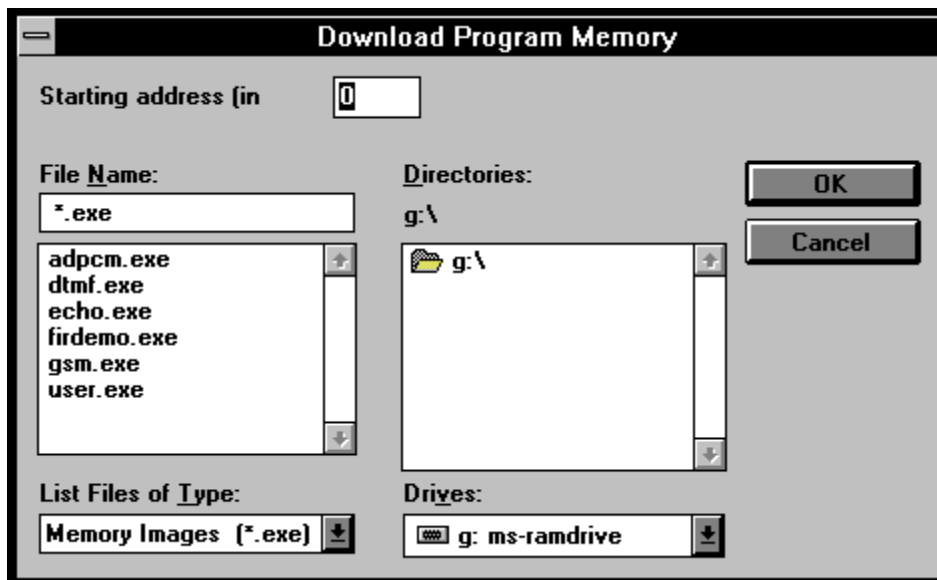 Download Program Memory
Starting address (in 0
File Name:
*.exe
adpcm.exe
dtmf.exe
echo.exe
firdemo.exe
gsm.exe
user.exe
List Files of Type:
Memory Images (*.exe)
Directories:
g:\
g:\
Drives:
g: ms-ramdrive
OK
Cancel